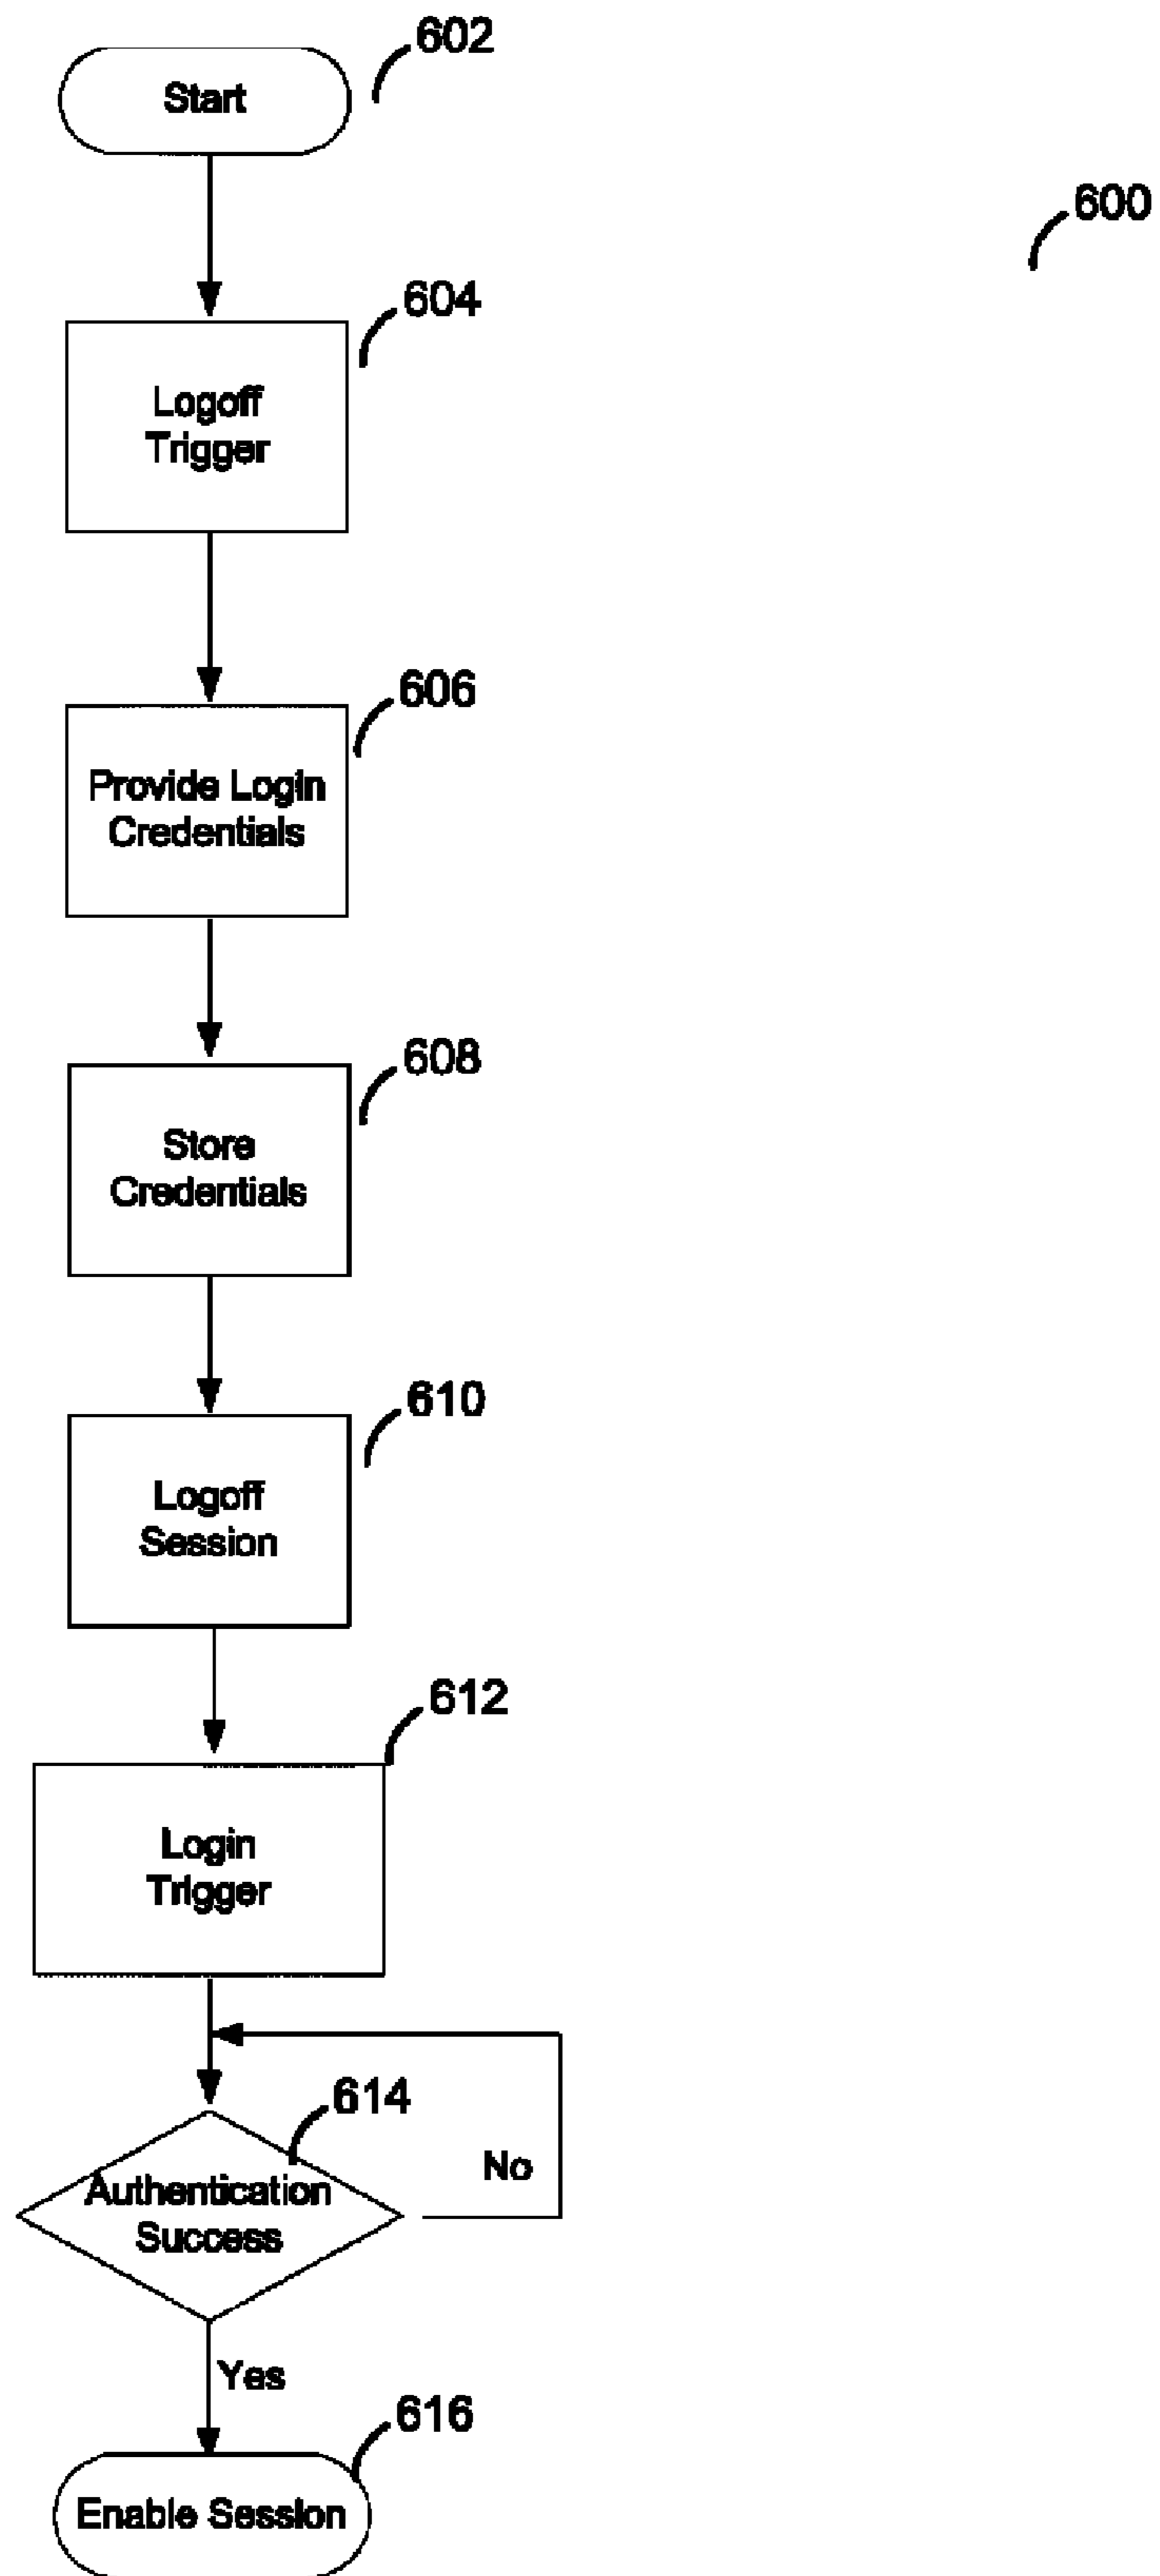 602
Start
600
604
Logoff
Trigger
606
Provide Login
Credentials
608
Store
Credentials
610
Logoff
Session
612
Login
Trigger
614
No
Authentication
Success
Yes
616
Enable Session